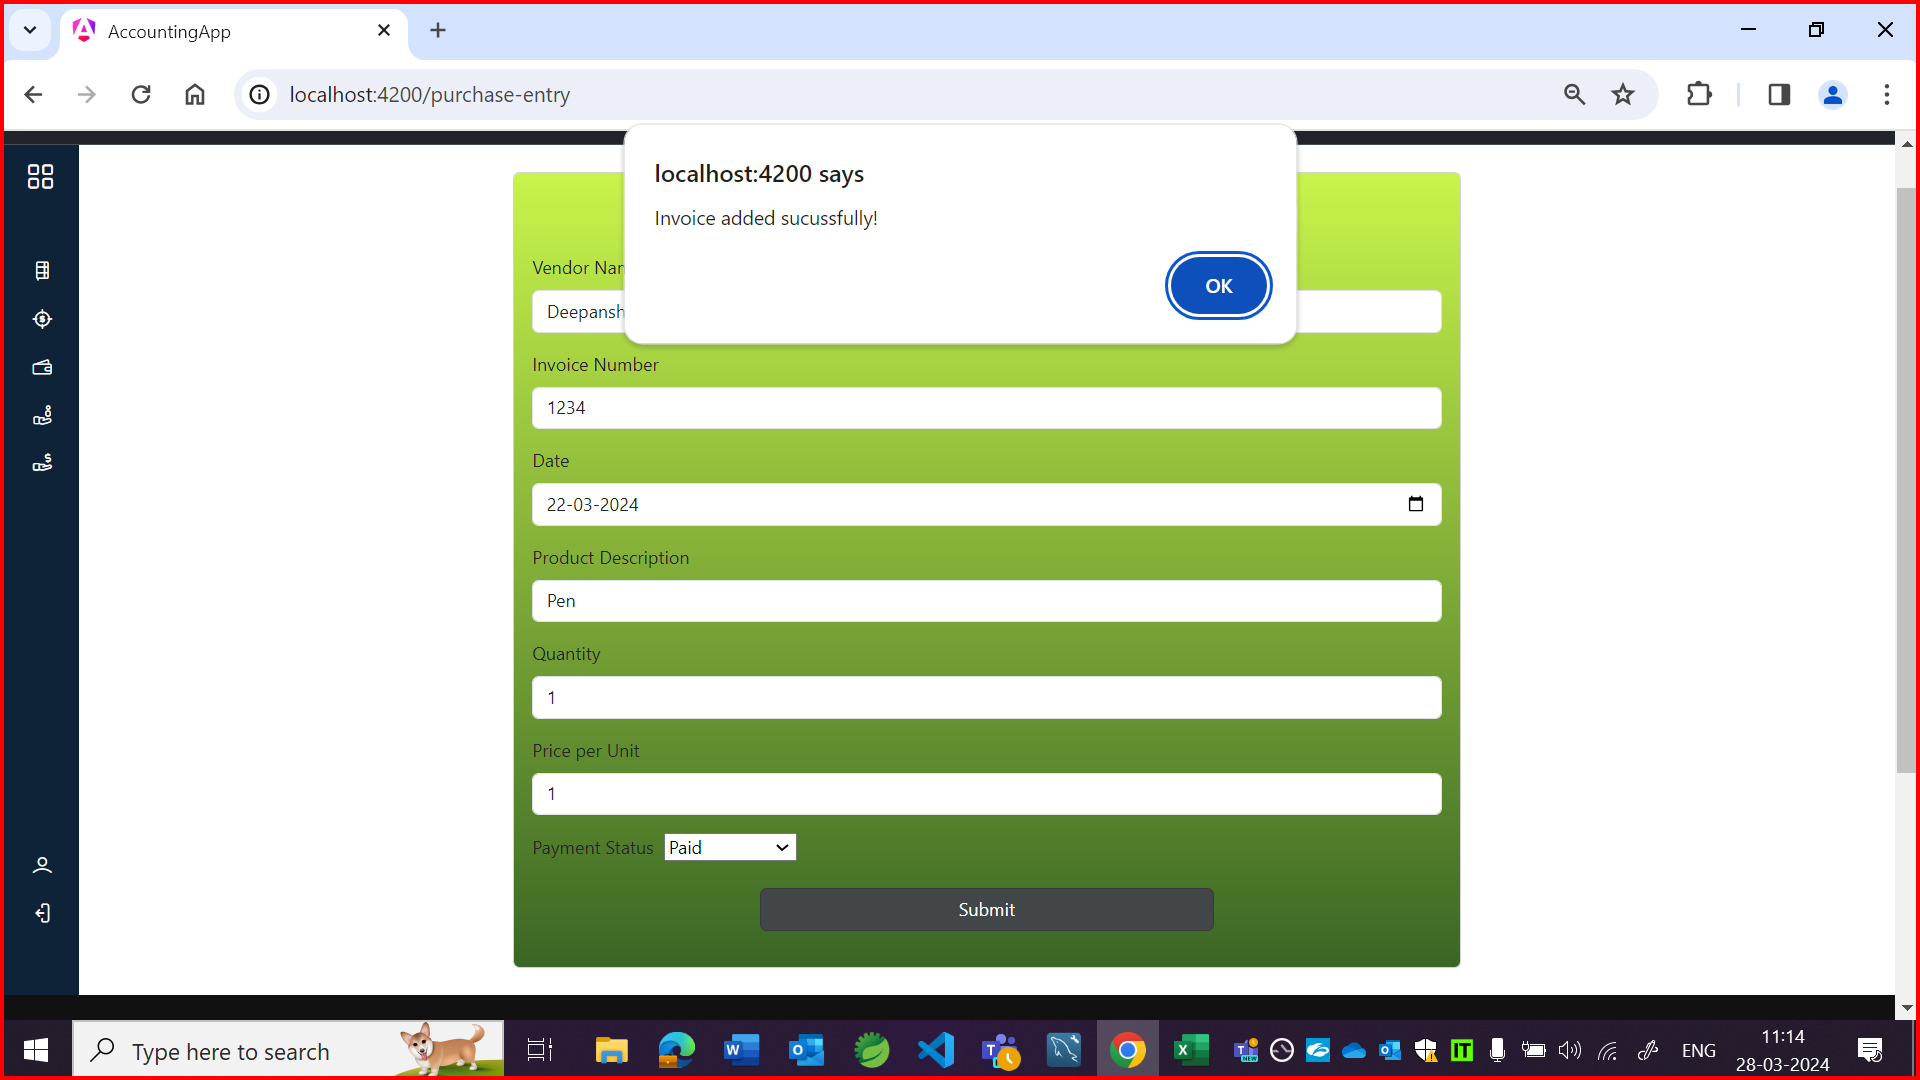 AccountingApp
localhost:4200/purchase-entry
localhost:4200 says
Invoice added sucussfully!
OK
Vendor Nar
Deepansh
Invoice Number
1234
Date
22-03-2024
Product Description
Pen
Quantity
1
Price per Unit
1
Payment Status Paid
Submit
Type here to search
ENG
11:14
28-03-2024